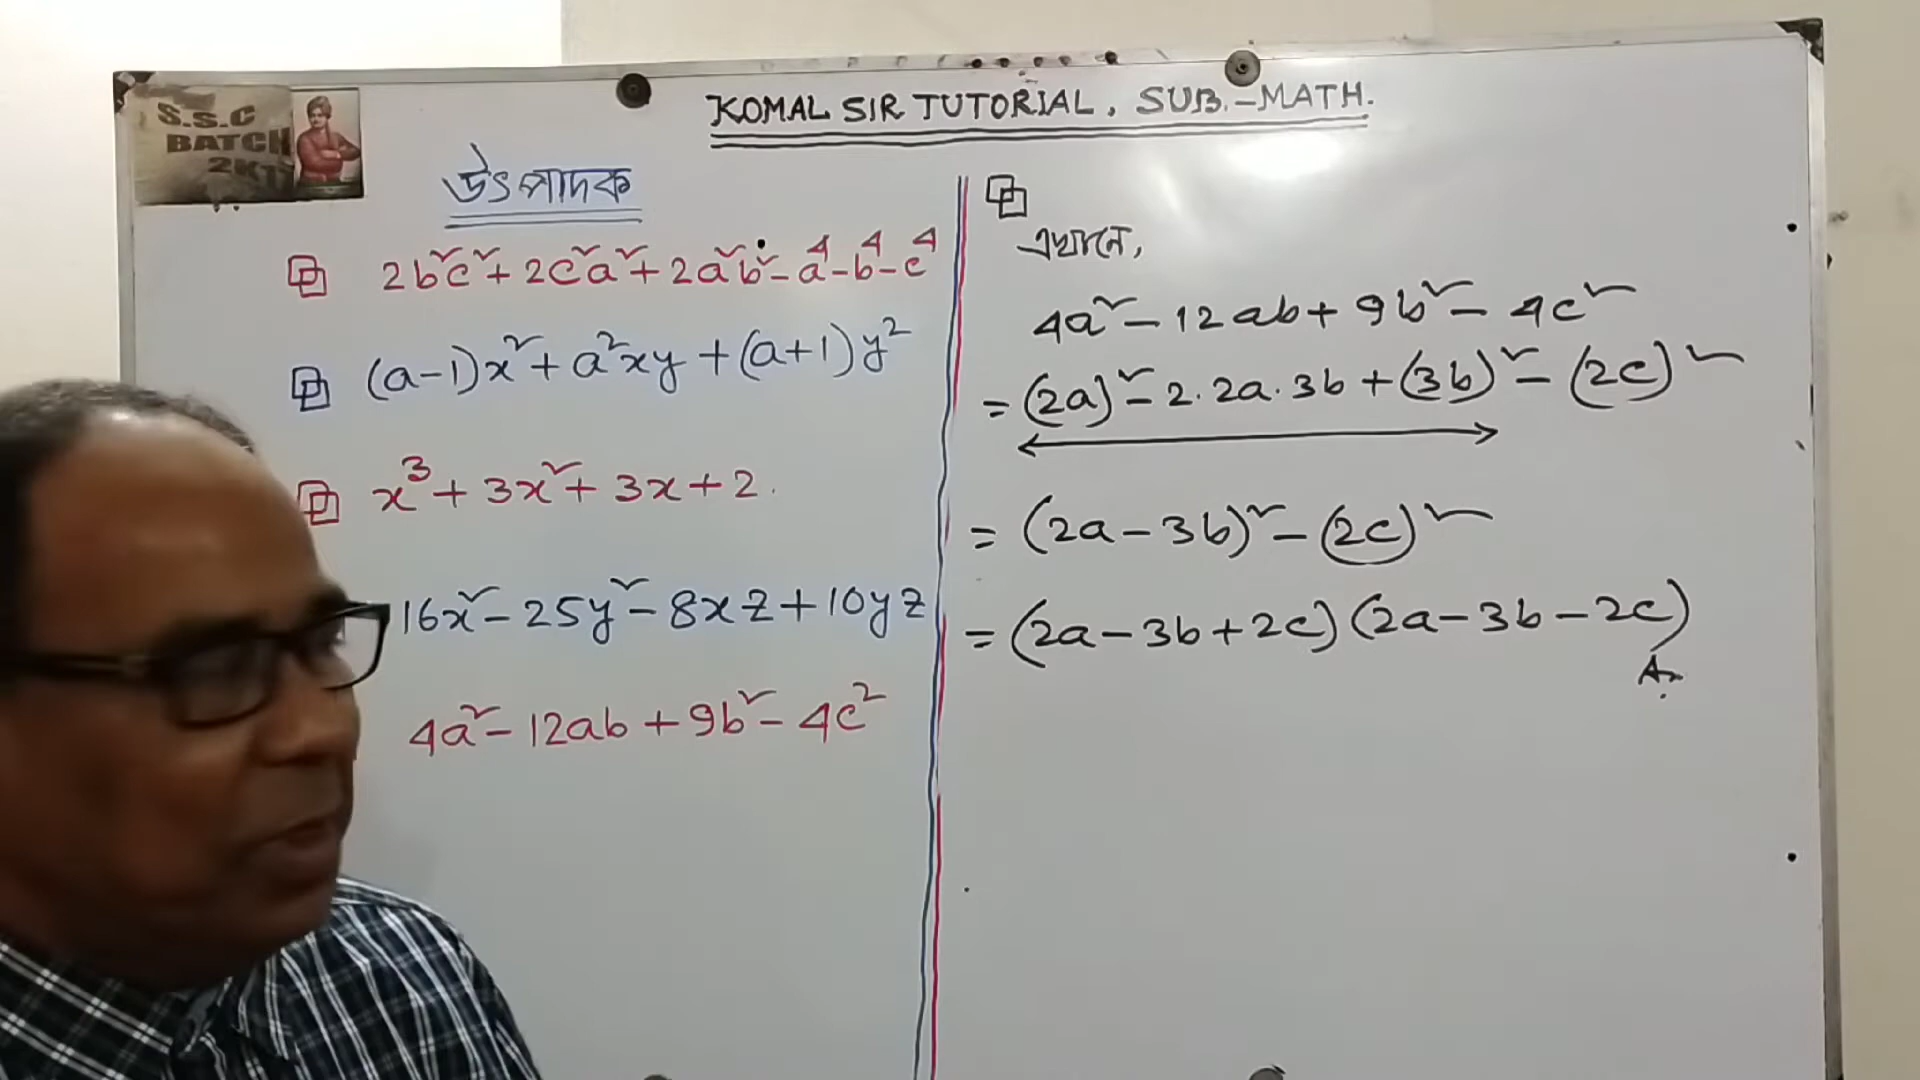 KOMAL SIR TUTORIAL, SUB.-MATH.
S.S.C
BATCH
উৎপাদক
2b²c²+2c²a²+2a²b²-a⁴-b⁴-c⁴
(a-1)x²+a²xy+(a+1)y²
x³+3x²+3x+2.
16x²-25y²-8xz+10yz
4a²-12ab+9b²-4c²
এখানে,
4a²-12ab+9b²-4c²
=(2a)²-2.2a.3b+(3b)²-(2c)²
=(2a-3b)²-(2c)²
=(2a-3b+2c)(2a-3b-2c)